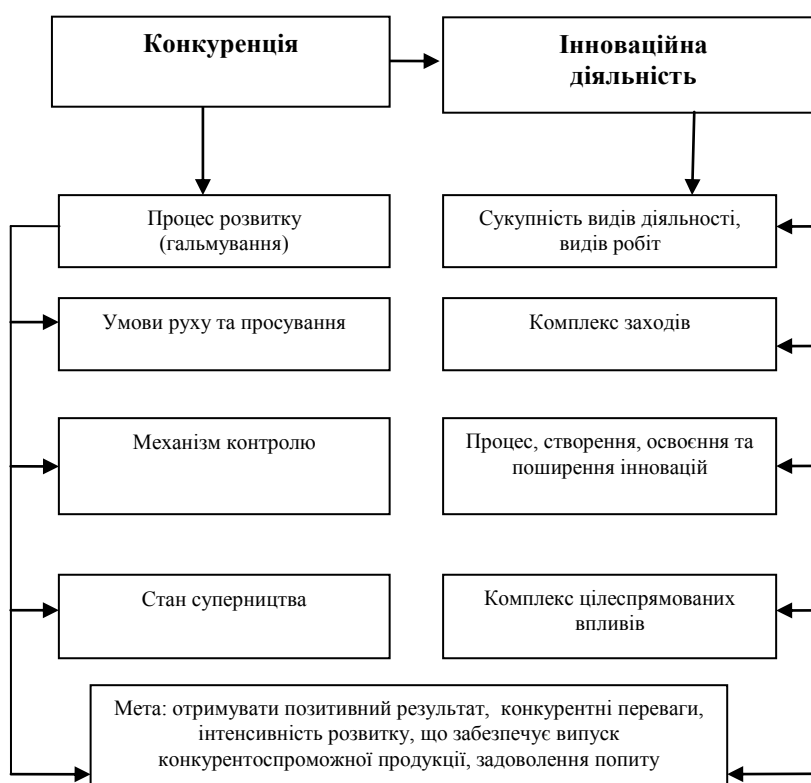 Конкуренція
Інноваційна
діяльність
Процес розвитку
(гальмування)
Сукупність видів діяльності,
видів робіт
Умови руху та просування
Комплекс заходів
Механізм контролю
Процес, створення, освоєння та
поширення інновацій
Стан суперництва
Комплекс цілеспрямованих
впливів
Мета: отримувати позитивний результат, конкурентні переваги,
інтенсивність розвитку, що забезпечує випуск
конкурентоспроможної продукції, задоволення попиту